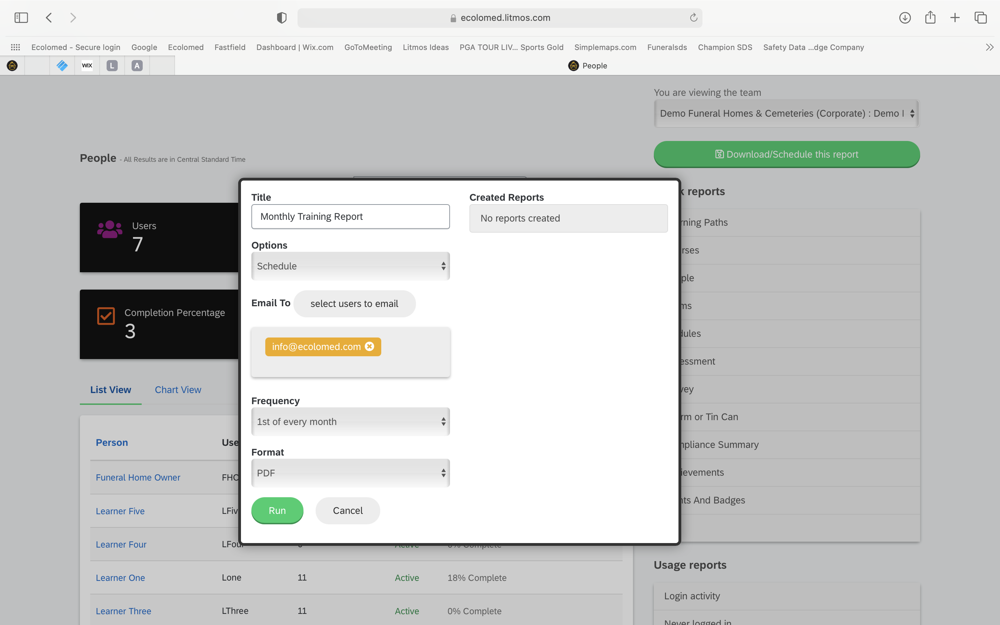 ecolomed.litmos.com
Ecolomed - Secure login Google Ecolomed Fastfield Dashboard | Wix.com GoToMeeting Litmos Ideas PGA TOUR LIV... Sports Gold Simplemaps.com Funeralsds Champion SDS Safety Data ...dge Company
WIX L A People
You are viewing the team
Demo Funeral Homes & Cemeteries (Corporate) : Demo
Download/Schedule this report
People - All Results are in Central Standard Time
Users
7
Completion Percentage
3
List View Chart View
Person Use
Funeral Home Owner FHO
Learner Five LFiv
Learner Four LFour Active 0% Complete
Learner One Lone 11 Active 18% Complete
Learner Three LThree 11 Active 0% Complete
Title
Monthly Training Report
Options
Schedule
Email To select users to email
info@ecolomed.com
Frequency
1st of every month
Format
PDF
Run Cancel
Created Reports
No reports created
k reports
rning Paths
rses
ple
ms
dules
essment
vey
rm or Tin Can
mpliance Summary
ievements
nts And Badges
Usage reports
Login activity
Never logged in